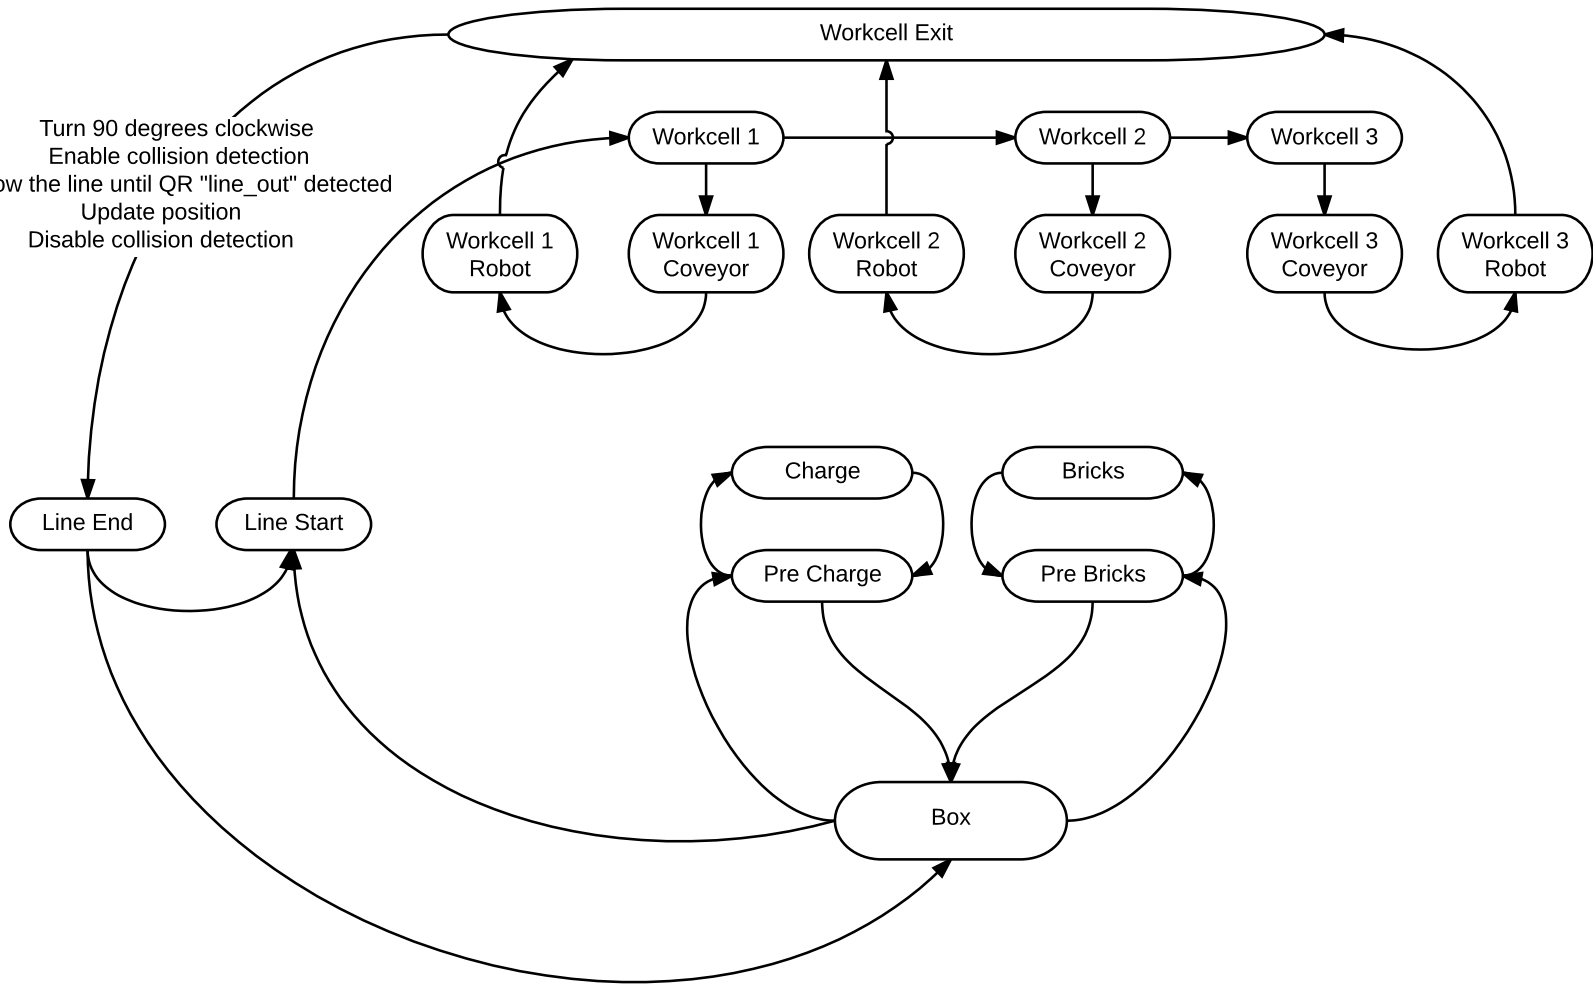 Workcell Exit
Turn 90 degrees clockwise
Enable collision detection
ow the line until QR "line_out" detected
Update position
Disable collision detection
Workcell 1
Workcell 2
Workcell 3
Workcell 1
Robot
Workcell 1
Coveyor
Workcell 2
Robot
Workcell 2
Coveyor
Workcell 3
Coveyor
Workcell 3
Robot
Charge
Bricks
Line End
Line Start
Pre Charge
Pre Bricks
Box